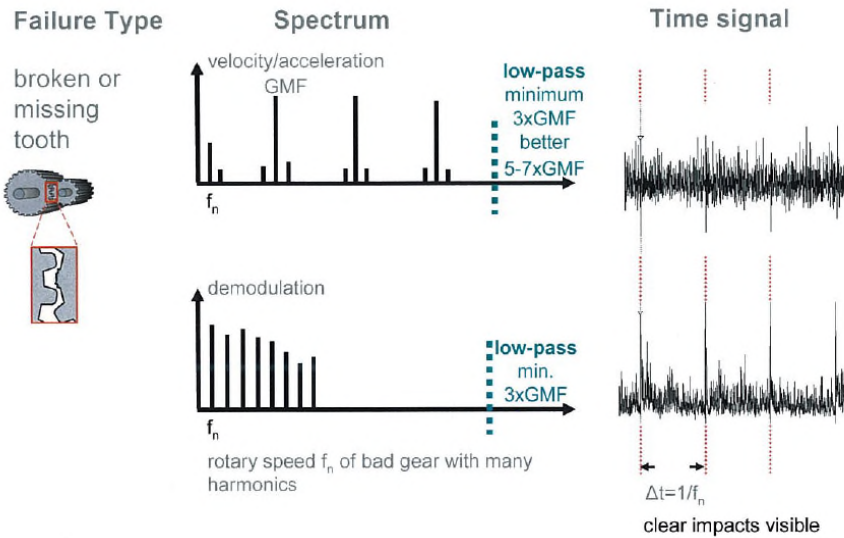 Failure Type
Spectrum
Time signal
broken or
missing
tooth
velocity/acceleration
GMF
low-pass
minimum
3xGMF
better
5-7xGMF
fn
demodulation
low-pass
min.
3xGMF
fn
rotary speed fn of bad gear with many
harmonics
Δt=1/fn
clear impacts visible